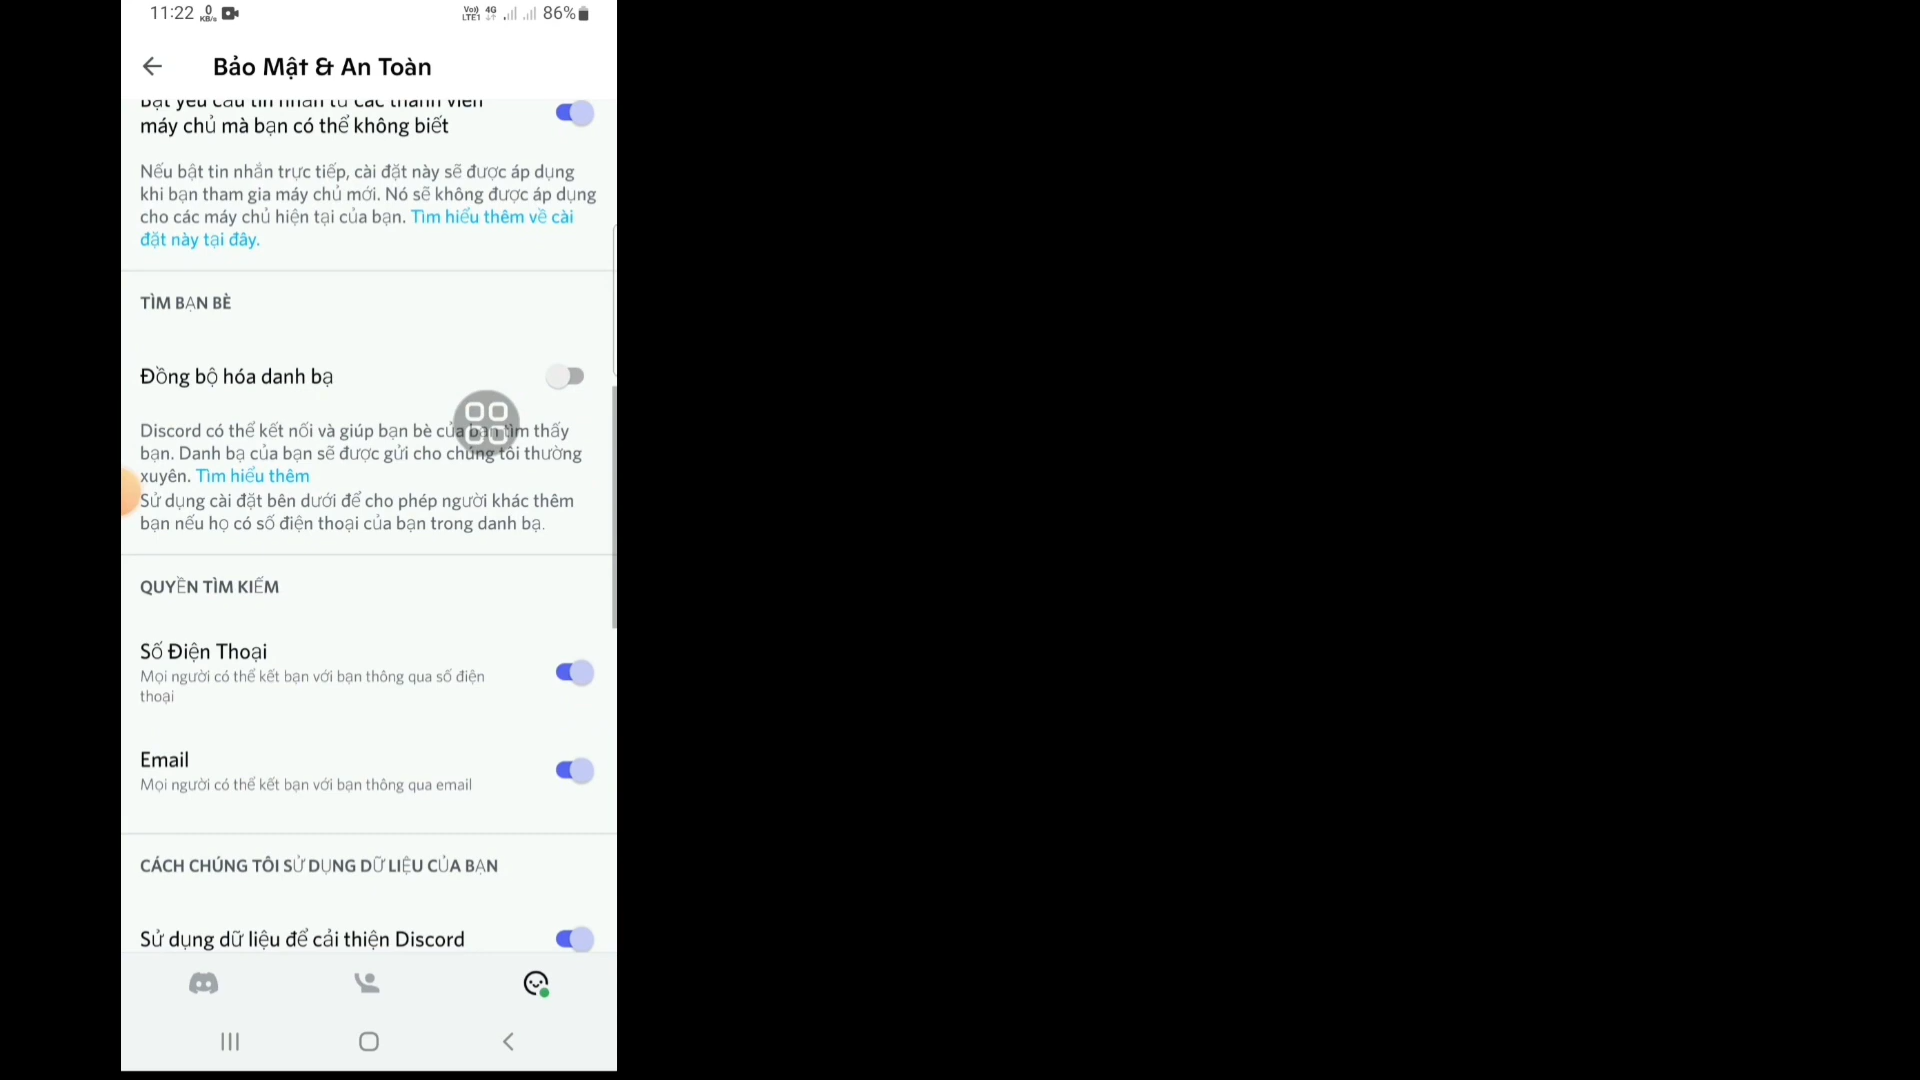 11:22 0 KB/s Vo)) LTE1 4G 86%
Bảo Mật & An Toàn
Bật yêu cầu tin nhắn từ các thành viên
máy chủ mà bạn có thể không biết
Nếu bật tin nhắn trực tiếp, cài đặt này sẽ được áp dụng
khi bạn tham gia máy chủ mới. Nó sẽ không được áp dụng
cho các máy chủ hiện tại của bạn. Tìm hiểu thêm về cài
đặt này tại đây.
TÌM BẠN BÈ
Đồng bộ hóa danh bạ
Discord có thể kết nối và giúp bạn bè của bạn tìm thấy
bạn. Danh bạ của bạn sẽ được gửi cho chúng tôi thường
xuyên. Tìm hiểu thêm
Sử dụng cài đặt bên dưới để cho phép người khác thêm
bạn nếu họ có số điện thoại của bạn trong danh bạ.
QUYỀN TÌM KIẾM
Số Điện Thoại
Mọi người có thể kết bạn với bạn thông qua số điện
thoại
Email
Mọi người có thể kết bạn với bạn thông qua email
CÁCH CHÚNG TÔI SỬ DỤNG DỮ LIỆU CỦA BẠN
Sử dụng dữ liệu để cải thiện Discord